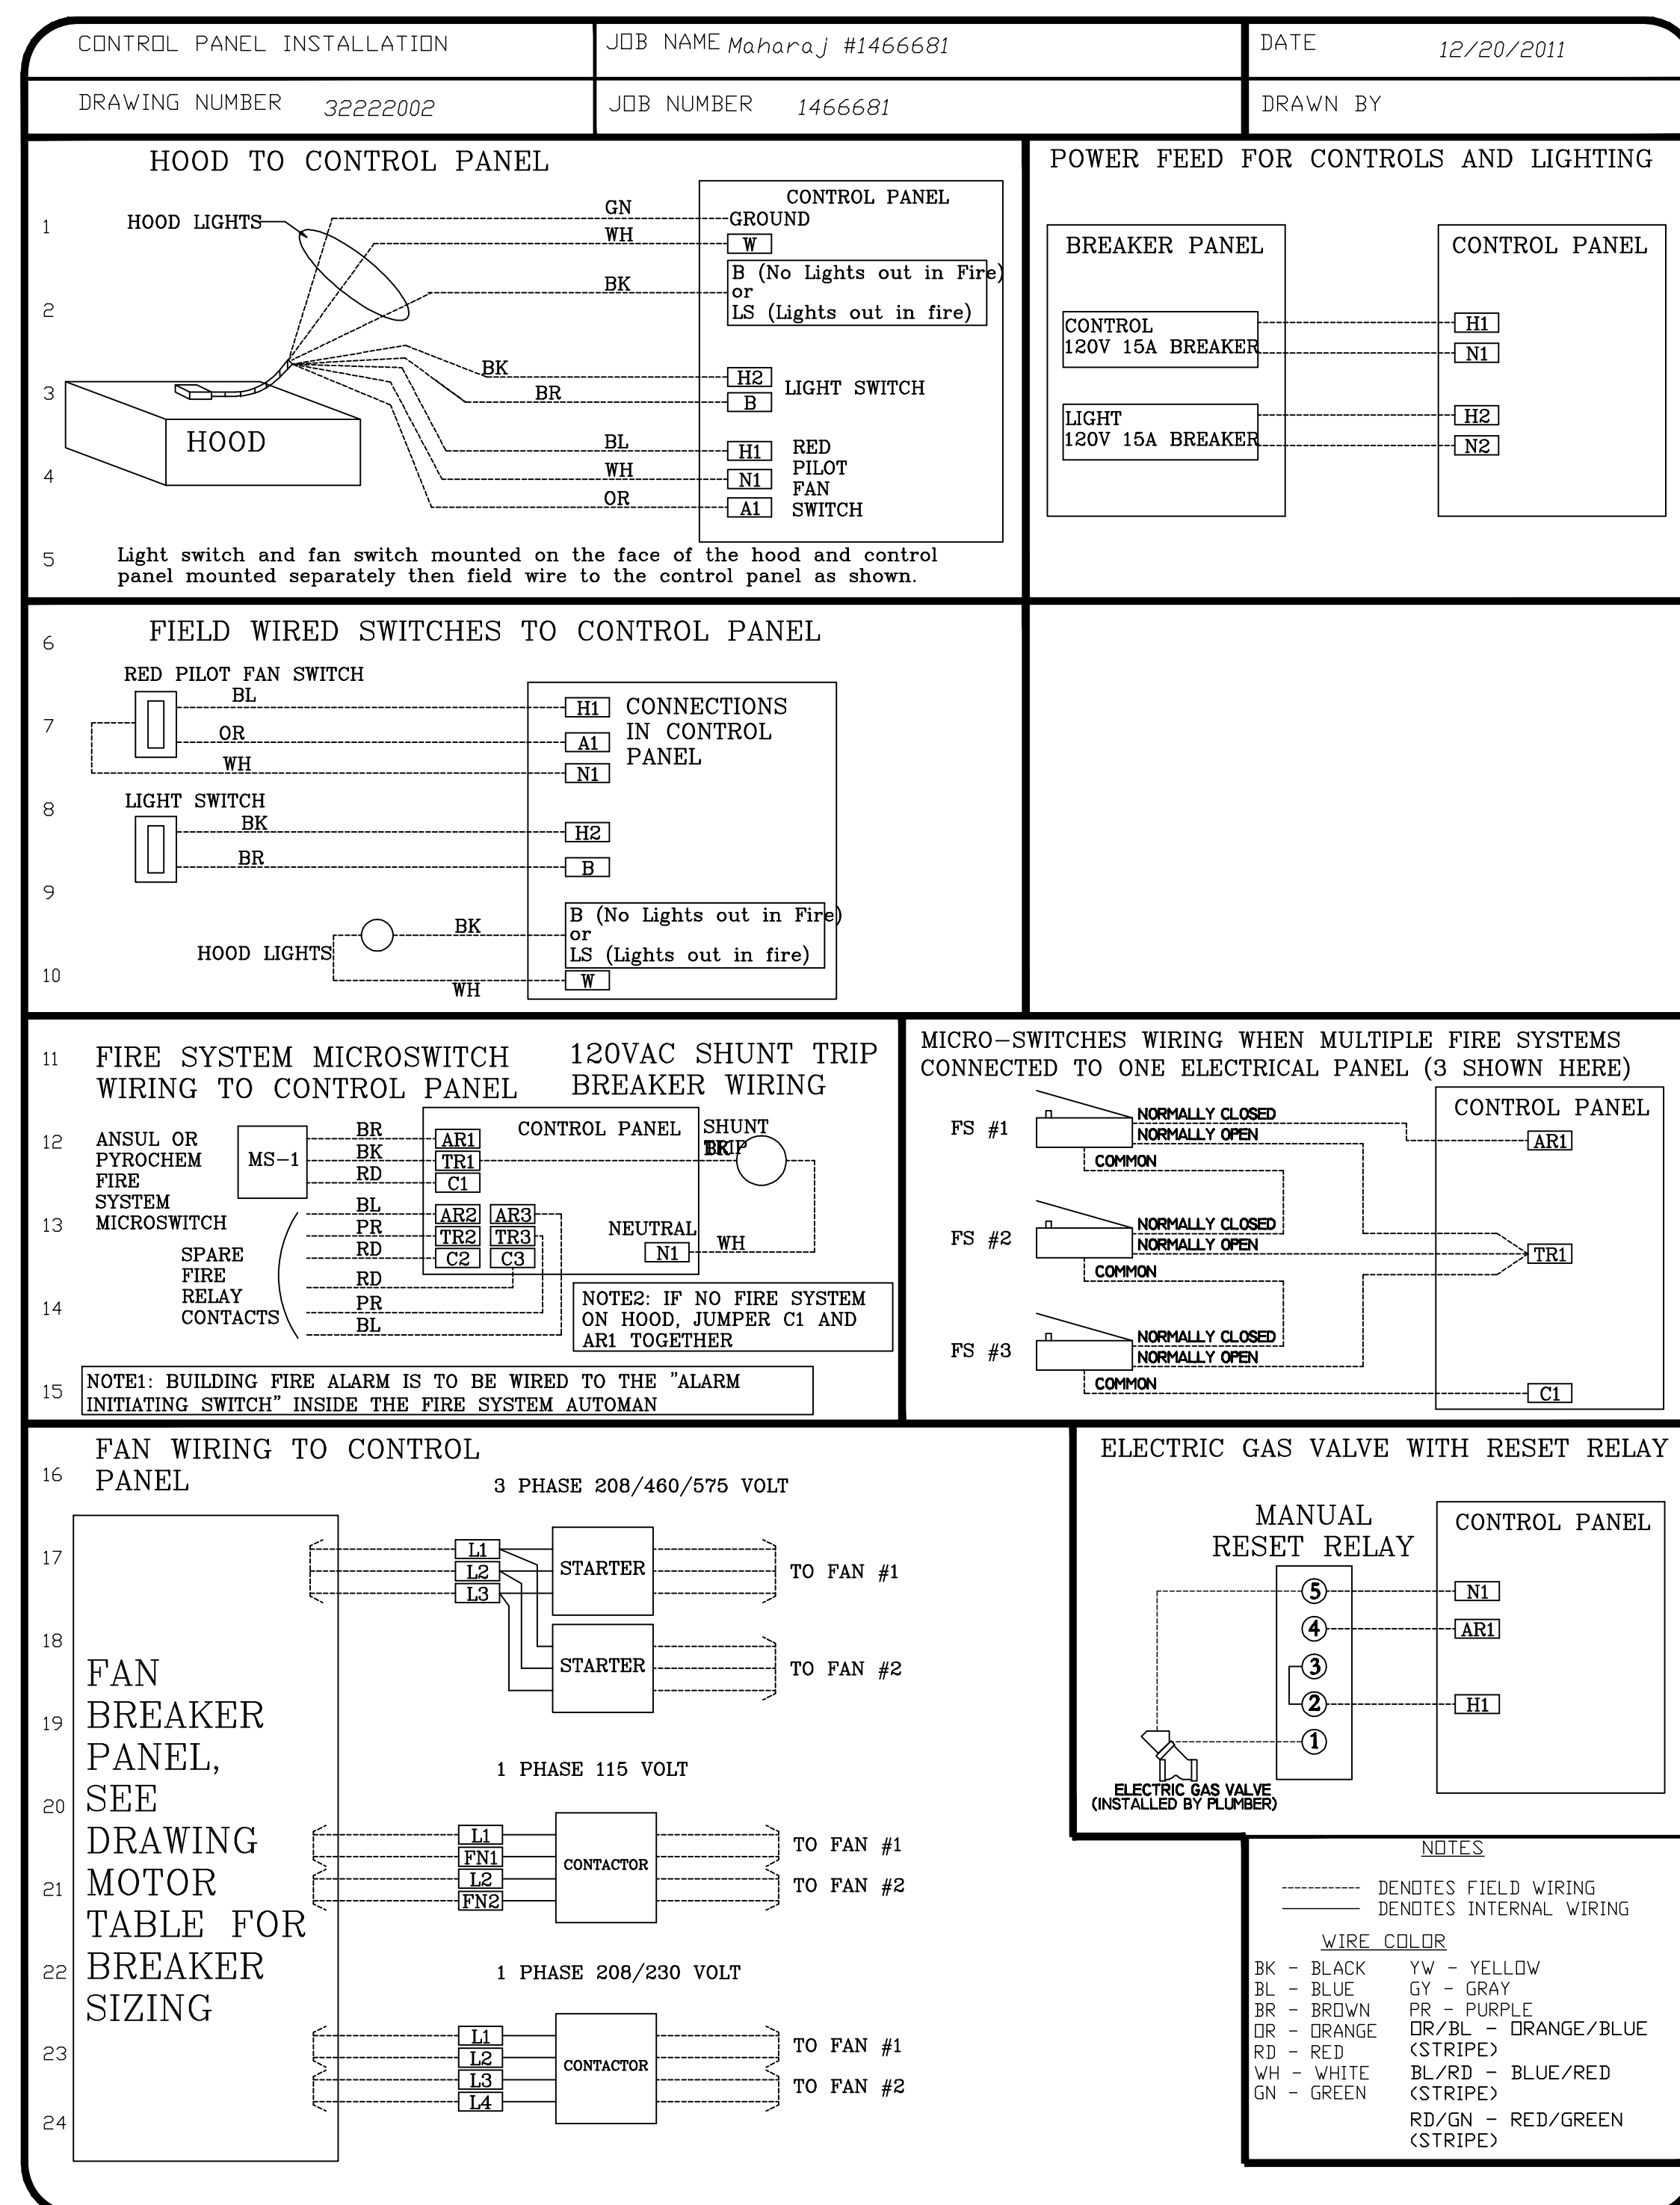 CONTROL PANEL INSTALLATION
JOB NAME Maharaj #1466681
DATE 12/20/2011
DRAWING NUMBER 32222002
JOB NUMBER 1466681
DRAWN BY
HOOD TO CONTROL PANEL
1
2
3
4
5
HOOD LIGHTS
GN
WH
BK
BK
BR
BL
WH
OR
HOOD
CONTROL PANEL
GROUND
W
B (No Lights out in Fire)
or
LS (Lights out in fire)
H2
B
LIGHT SWITCH
H1
N1
A1
RED
PILOT
FAN
SWITCH
Light switch and fan switch mounted on the face of the hood and control
panel mounted separately then field wire to the control panel as shown.
POWER FEED FOR CONTROLS AND LIGHTING
BREAKER PANEL
CONTROL
120V 15A BREAKER
LIGHT
120V 15A BREAKER
CONTROL PANEL
H1
N1
H2
N2
FIELD WIRED SWITCHES TO CONTROL PANEL
6
7
8
9
10
RED PILOT FAN SWITCH
BL
OR
WH
LIGHT SWITCH
BK
BR
HOOD LIGHTS
BK
WH
H1
A1
N1
CONNECTIONS
IN CONTROL
PANEL
H2
B
B (No Lights out in Fire)
or
LS (Lights out in fire)
W
11
12
13
14
15
FIRE SYSTEM MICROSWITCH
WIRING TO CONTROL PANEL
120VAC SHUNT TRIP
BREAKER WIRING
ANSUL OR
PYROCHEM
FIRE
SYSTEM
MICROSWITCH
MS-1
BR
BK
RD
AR1
TR1
C1
CONTROL PANEL
SHUNT
TRIP
BK
SPARE
FIRE
RELAY
CONTACTS
BL
PR
RD
RD
PR
BL
AR2
AR3
TR2
TR3
C2
C3
NEUTRAL
N1
WH
NOTE2: IF NO FIRE SYSTEM
ON HOOD, JUMPER C1 AND
AR1 TOGETHER
NOTE1: BUILDING FIRE ALARM IS TO BE WIRED TO THE "ALARM
INITIATING SWITCH" INSIDE THE FIRE SYSTEM AUTOMAN
MICRO-SWITCHES WIRING WHEN MULTIPLE FIRE SYSTEMS
CONNECTED TO ONE ELECTRICAL PANEL (3 SHOWN HERE)
FS #1
NORMALLY CLOSED
NORMALLY OPEN
COMMON
FS #2
NORMALLY CLOSED
NORMALLY OPEN
COMMON
FS #3
NORMALLY CLOSED
NORMALLY OPEN
COMMON
CONTROL PANEL
AR1
TR1
C1
FAN WIRING TO CONTROL
PANEL
16
17
18
19
20
21
22
23
24
FAN
BREAKER
PANEL,
SEE
DRAWING
MOTOR
TABLE FOR
BREAKER
SIZING
3 PHASE 208/460/575 VOLT
L1
L2
L3
STARTER
TO FAN #1
STARTER
TO FAN #2
1 PHASE 115 VOLT
L1
FN1
L2
FN2
CONTACTOR
TO FAN #1
TO FAN #2
1 PHASE 208/230 VOLT
L1
L2
L3
L4
CONTACTOR
TO FAN #1
TO FAN #2
ELECTRIC GAS VALVE WITH RESET RELAY
MANUAL
RESET RELAY
CONTROL PANEL
5
4
3
2
1
N1
AR1
H1
ELECTRIC GAS VALVE
(INSTALLED BY PLUMBER)
NOTES
DENOTES FIELD WIRING
DENOTES INTERNAL WIRING
WIRE COLOR
BK - BLACK
BL - BLUE
BR - BROWN
OR - ORANGE
RD - RED
WH - WHITE
GN - GREEN
YW - YELLOW
GY - GRAY
PR - PURPLE
OR/BL - ORANGE/BLUE
(STRIPE)
BL/RD - BLUE/RED
(STRIPE)
RD/GN - RED/GREEN
(STRIPE)